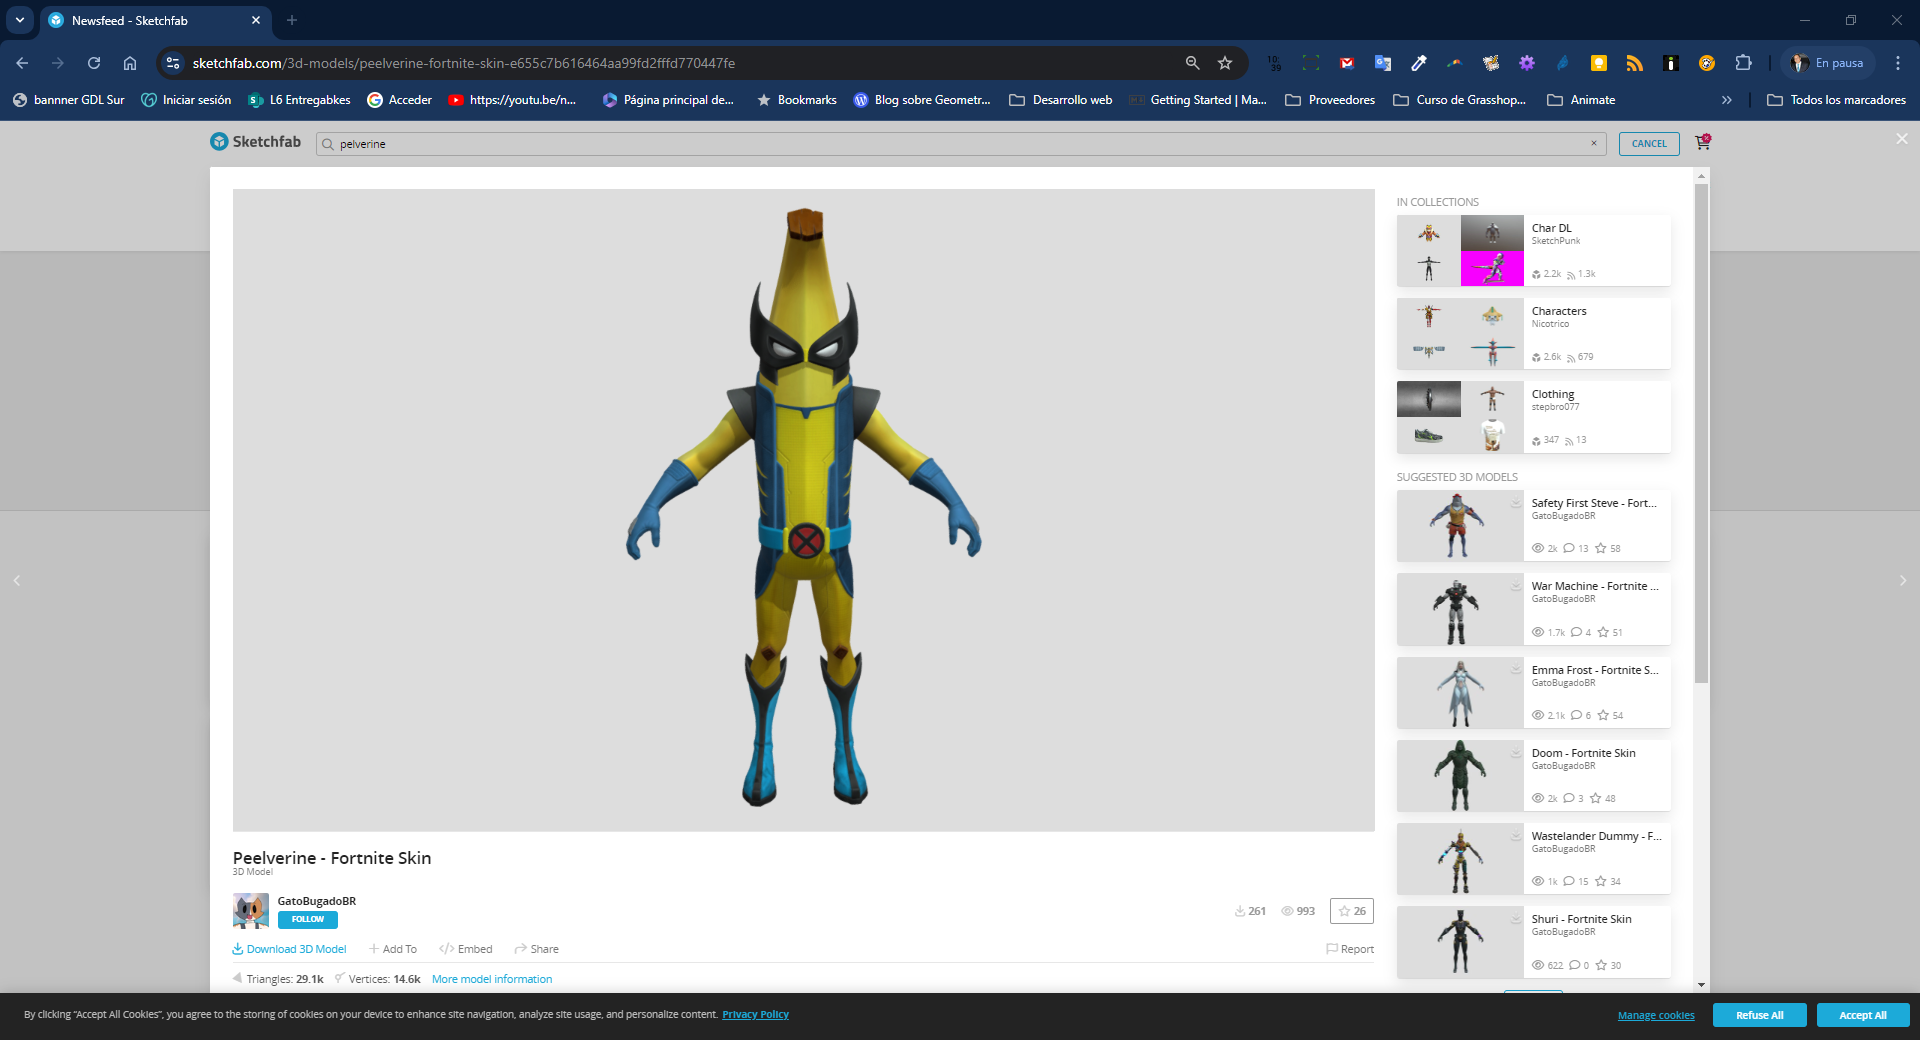 Newsfeed - Sketchfab
sketchfab.com/3d-models/peelverine-fortnite-skin-e655c7b616464aa99fd2fffd770447fe
10:
39
En pausa
bannner GDL Sur
Iniciar sesión
L6 Entregabkes
Acceder
https://youtu.be/n...
Página principal de...
Bookmarks
Blog sobre Geometr...
Desarrollo web
Getting Started | Ma...
Proveedores
Curso de Grasshop...
Animate
Todos los marcadores
Sketchfab
pelverine
CANCEL
IN COLLECTIONS
Char DL
SketchPunk
2.2k 1.3k
Characters
Nicotrico
2.6k 679
Clothing
stepbro077
347 13
SUGGESTED 3D MODELS
Safety First Steve - Fort...
GatoBugadoBR
2k 13 58
War Machine - Fortnite ...
GatoBugadoBR
1.7k 4 51
Emma Frost - Fortnite S...
GatoBugadoBR
2.1k 6 54
Doom - Fortnite Skin
GatoBugadoBR
2k 3 48
Wastelander Dummy - F...
GatoBugadoBR
1k 15 34
Shuri - Fortnite Skin
GatoBugadoBR
622 0 30
Peelverine - Fortnite Skin
3D Model
GatoBugadoBR
FOLLOW
261 993 26
Download 3D Model Add To Embed Share Report
Triangles: 29.1k Vertices: 14.6k More model information
By clicking “Accept All Cookies”, you agree to the storing of cookies on your device to enhance site navigation, analyze site usage, and personalize content. Privacy Policy
Manage cookies
Refuse All
Accept All